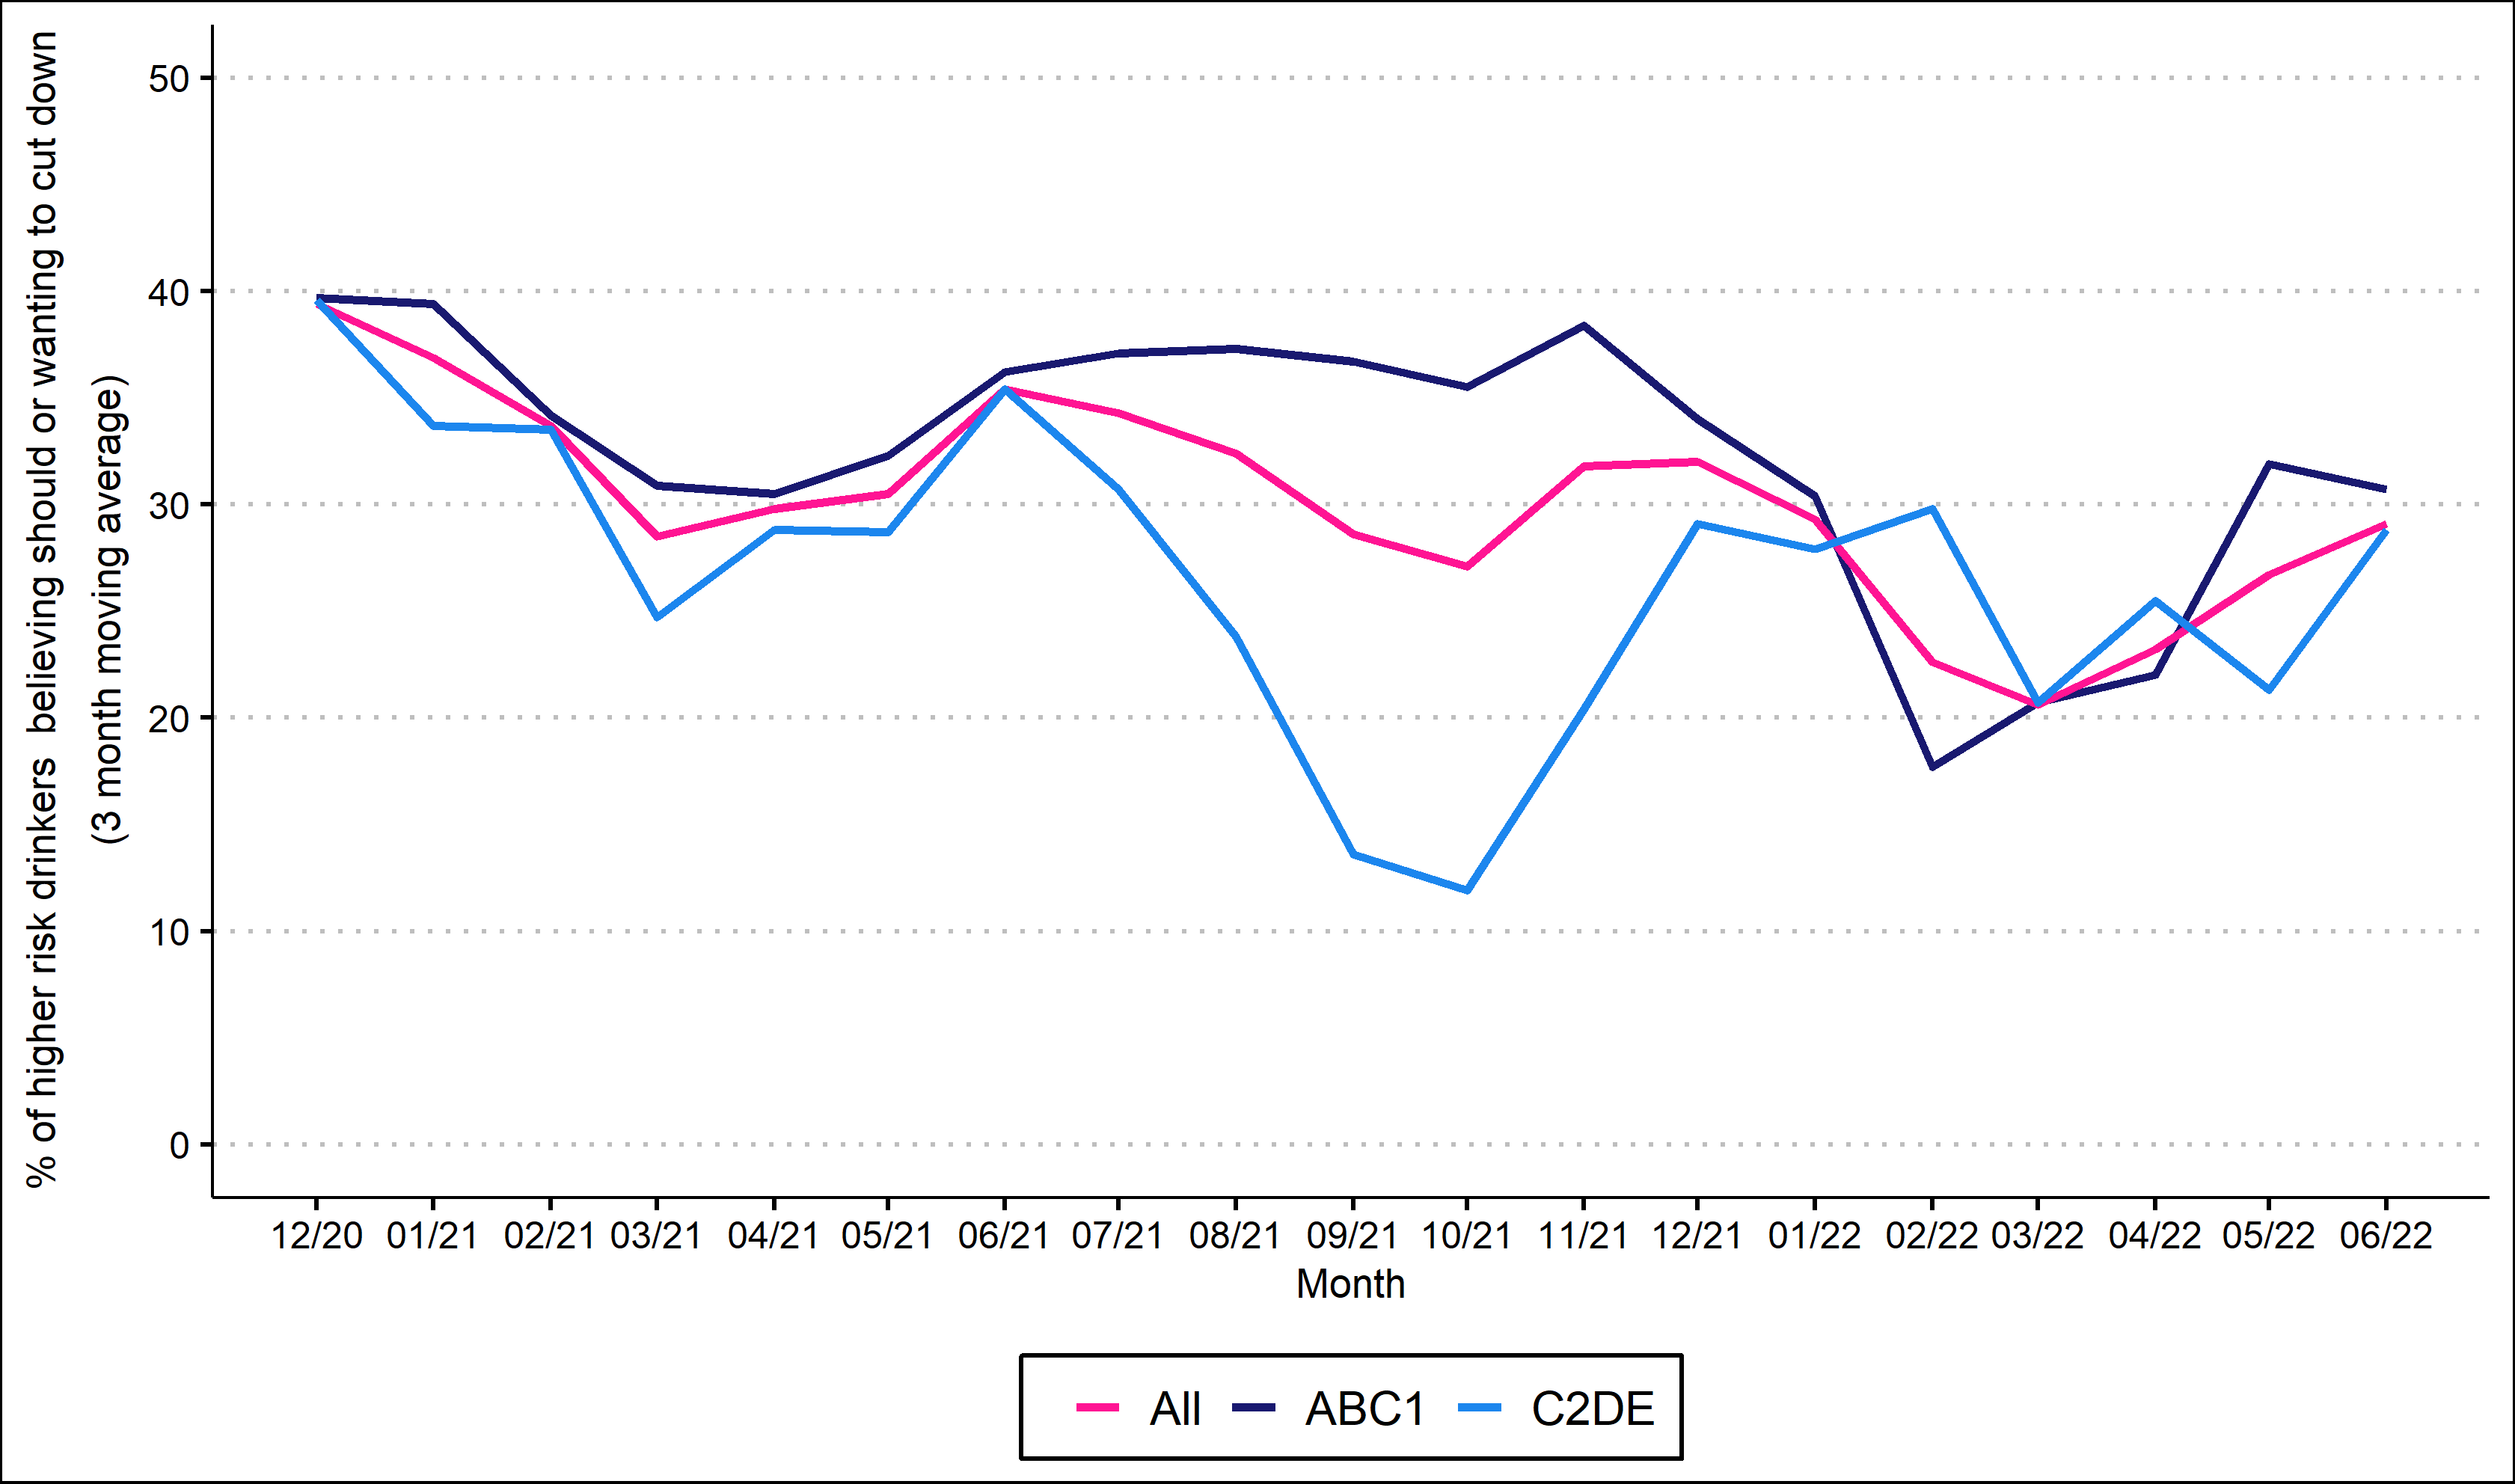 % of higher risk drinkers  believing should or wanting to cut down
(3 month moving average)
50
40
30
20
10
0
12/20 01/21 02/21 03/21 04/21 05/21 06/21 07/21 08/21 09/21 10/21 11/21 12/21 01/22 02/22 03/22 04/22 05/22 06/22
Month
All ABC1 C2DE